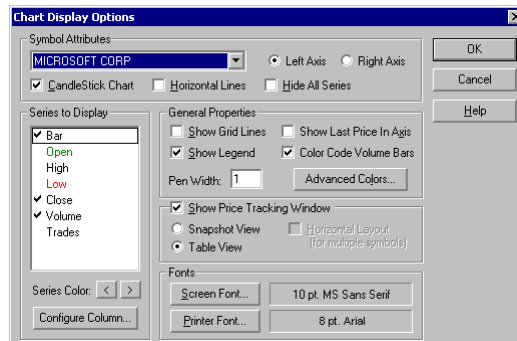 Chart Display Options
Symbol Attributes
MICROSOFT CORP
Left Axis
Right Axis
CandleStick Chart
Horizontal Lines
Hide All Series
OK
Cancel
Help
Series to Display
Bar
Open
High
Low
Close
Volume
Trades
Series Color: < >
Configure Column...
General Properties
Show Grid Lines
Show Last Price In Axis
Show Legend
Color Code Volume Bars
Pen Width: 1
Advanced Colors...
Show Price Tracking Window
Snapshot View
Table View
Horizontal Layout
(for multiple symbols)
Fonts
Screen Font...
10 pt. MS Sans Serif
Printer Font...
8 pt. Arial